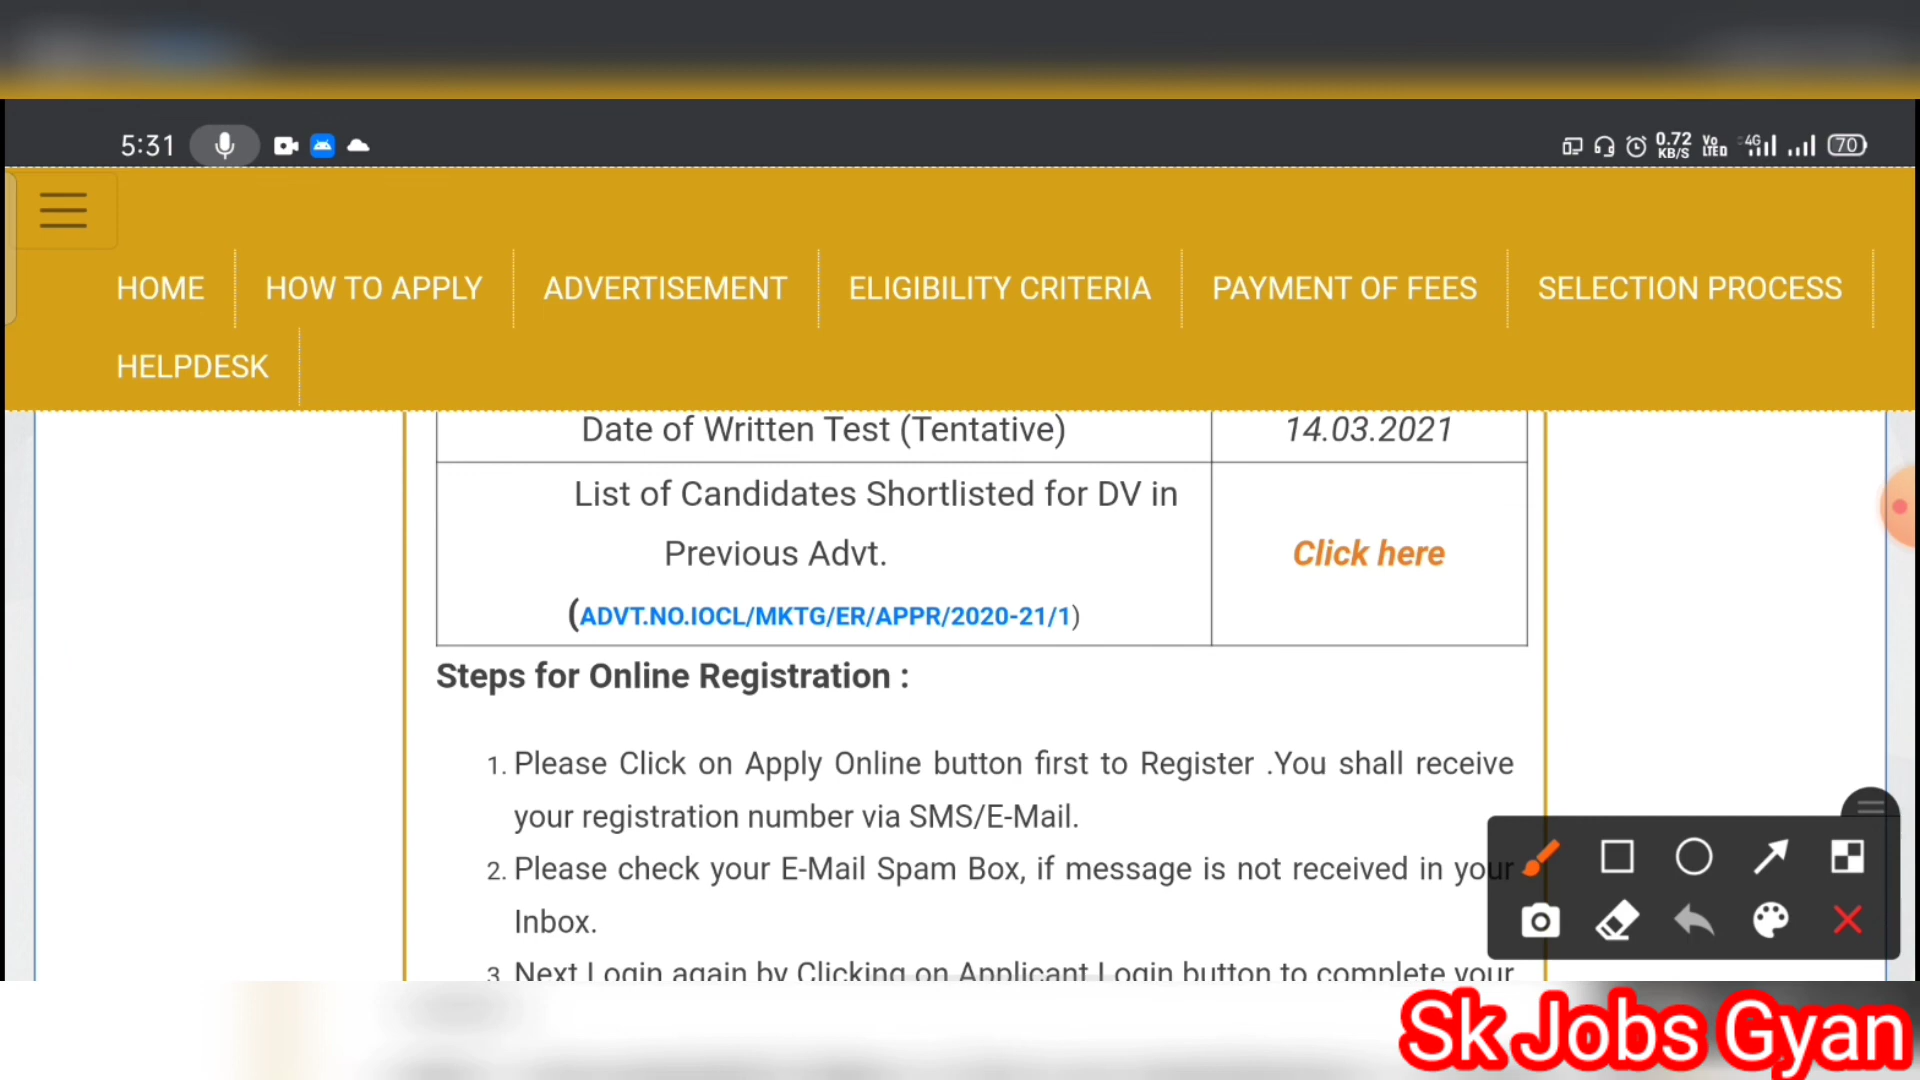 5:31 0.72 KB/S Vo LTED 4G 70
HOME HOW TO APPLY ADVERTISEMENT ELIGIBILITY CRITERIA PAYMENT OF FEES SELECTION PROCESS
HELPDESK
Date of Written Test (Tentative) 14.03.2021
List of Candidates Shortlisted for DV in
Previous Advt.
Click here
(ADVT.NO.IOCL/MKTG/ER/APPR/2020-21/1)
Steps for Online Registration :
1. Please Click on Apply Online button first to Register .You shall receive
your registration number via SMS/E-Mail.
2. Please check your E-Mail Spam Box, if message is not received in your
Inbox.
3 Next Login again by Clicking on Applicant Login button to complete your
Sk Jobs Gyan